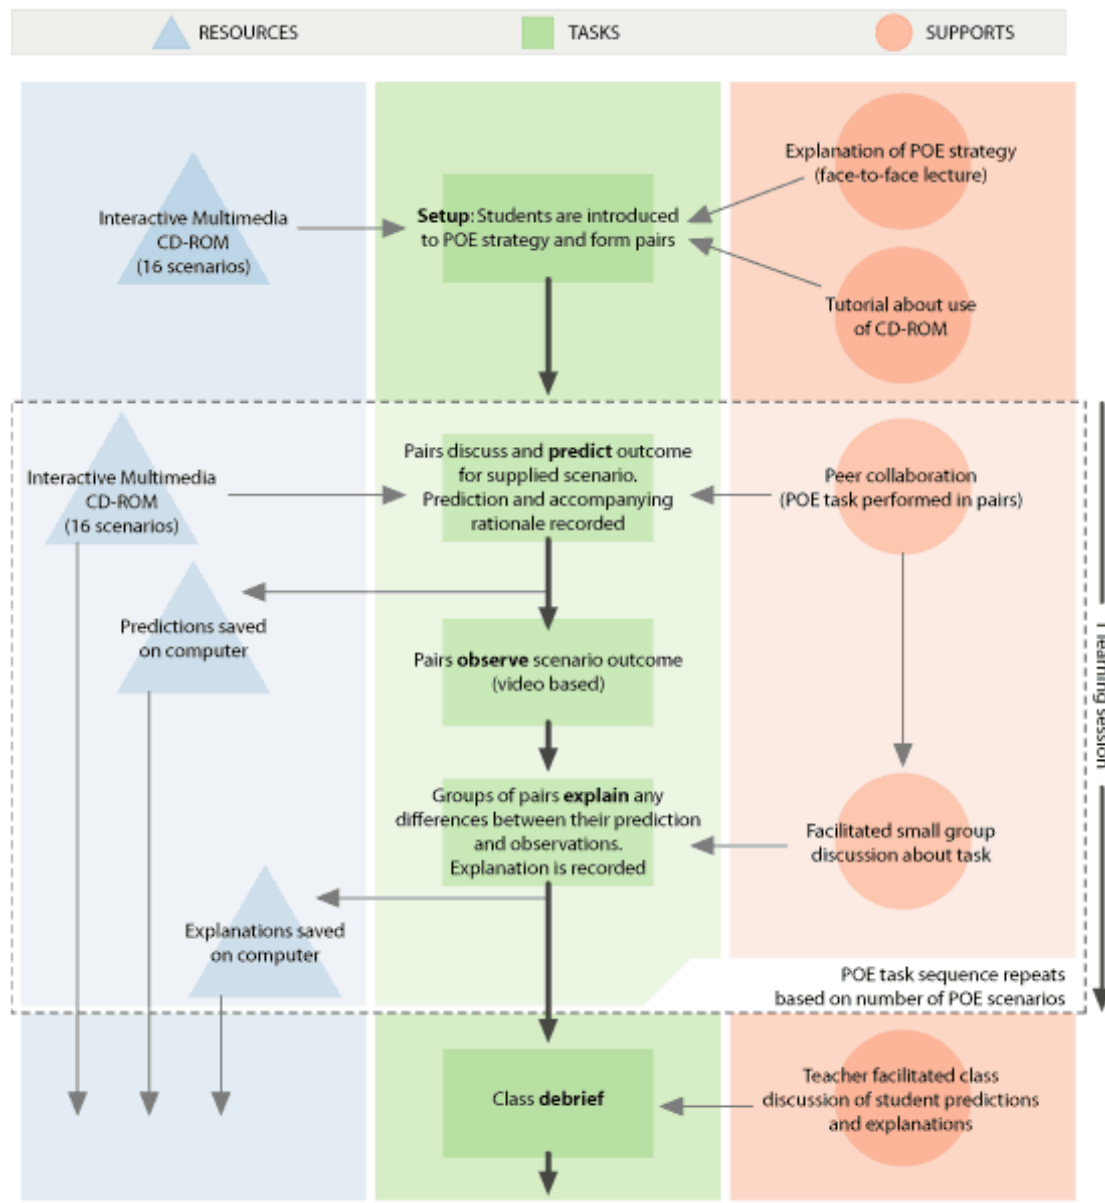 RESOURCES
TASKS
SUPPORTS
Explanation of POE strategy
(face-to-face lecture)
Interactive Multimedia
CD-ROM
(16 scenarios)
Setup: Students are introduced
to POE strategy and form pairs
Tutorial about use
of CD-ROM
Interactive Multimedia
CD-ROM
(16 scenarios)
Pairs discuss and predict outcome
for supplied scenario.
Prediction and accompanying
rationale recorded
Peer collaboration
(POE task performed in pairs)
Predictions saved
on computer
Pairs observe scenario outcome
(video based)
1 learning session
Groups of pairs explain any
differences between their prediction
and observations.
Explanation is recorded
Facilitated small group
discussion about task
Explanations saved
on computer
POE task sequence repeats
based on number of POE scenarios
Class debrief
Teacher facilitated class
discussion of student predictions
and explanations